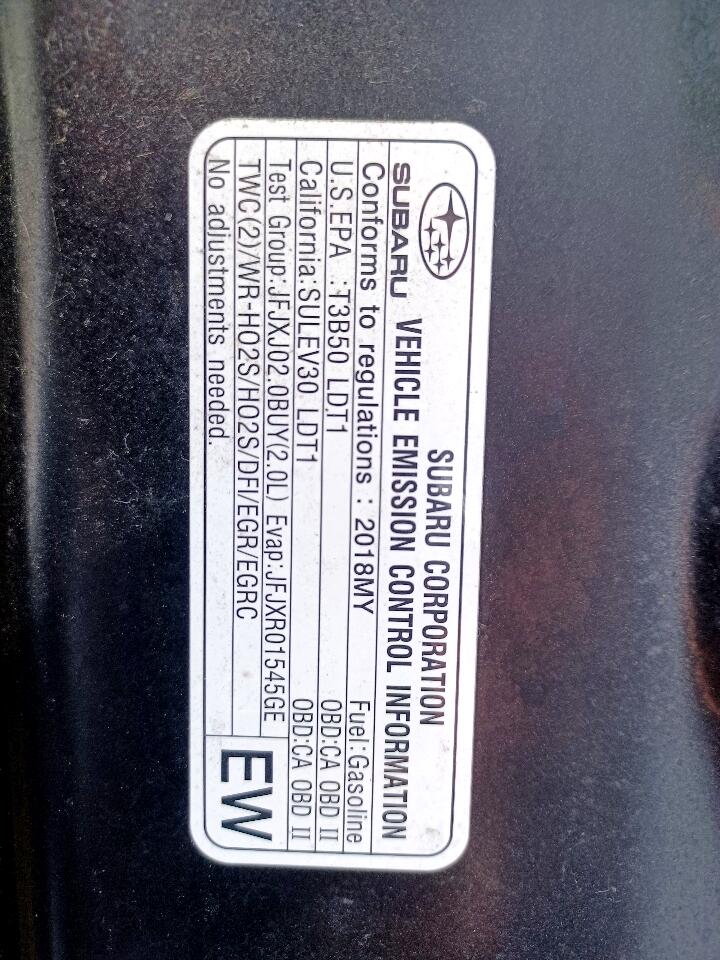 SUBARU CORPORATION
SUBARU VEHICLE EMISSION CONTROL INFORMATION
Conforms to regulations : 2018MY Fuel:Gasoline
U.S.EPA .:T3B50 LDT1 OBD:CA OBD II
California:SULEV30 LDT1 OBD:CA OBD II
Test Group:JFJXJ02.0BUY(2.0L) Evap:JFJXR01545GE
TWC(2)/WR-HO2S/HO2S/DFI/EGR/EGRC
No adjustments needed.
EW